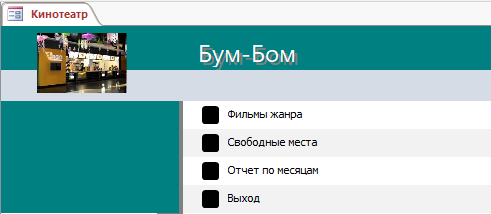 Кинотеатр
Бум-Бом
Фильмы жанра
Свободные места
Отчет по месяцам
Выход